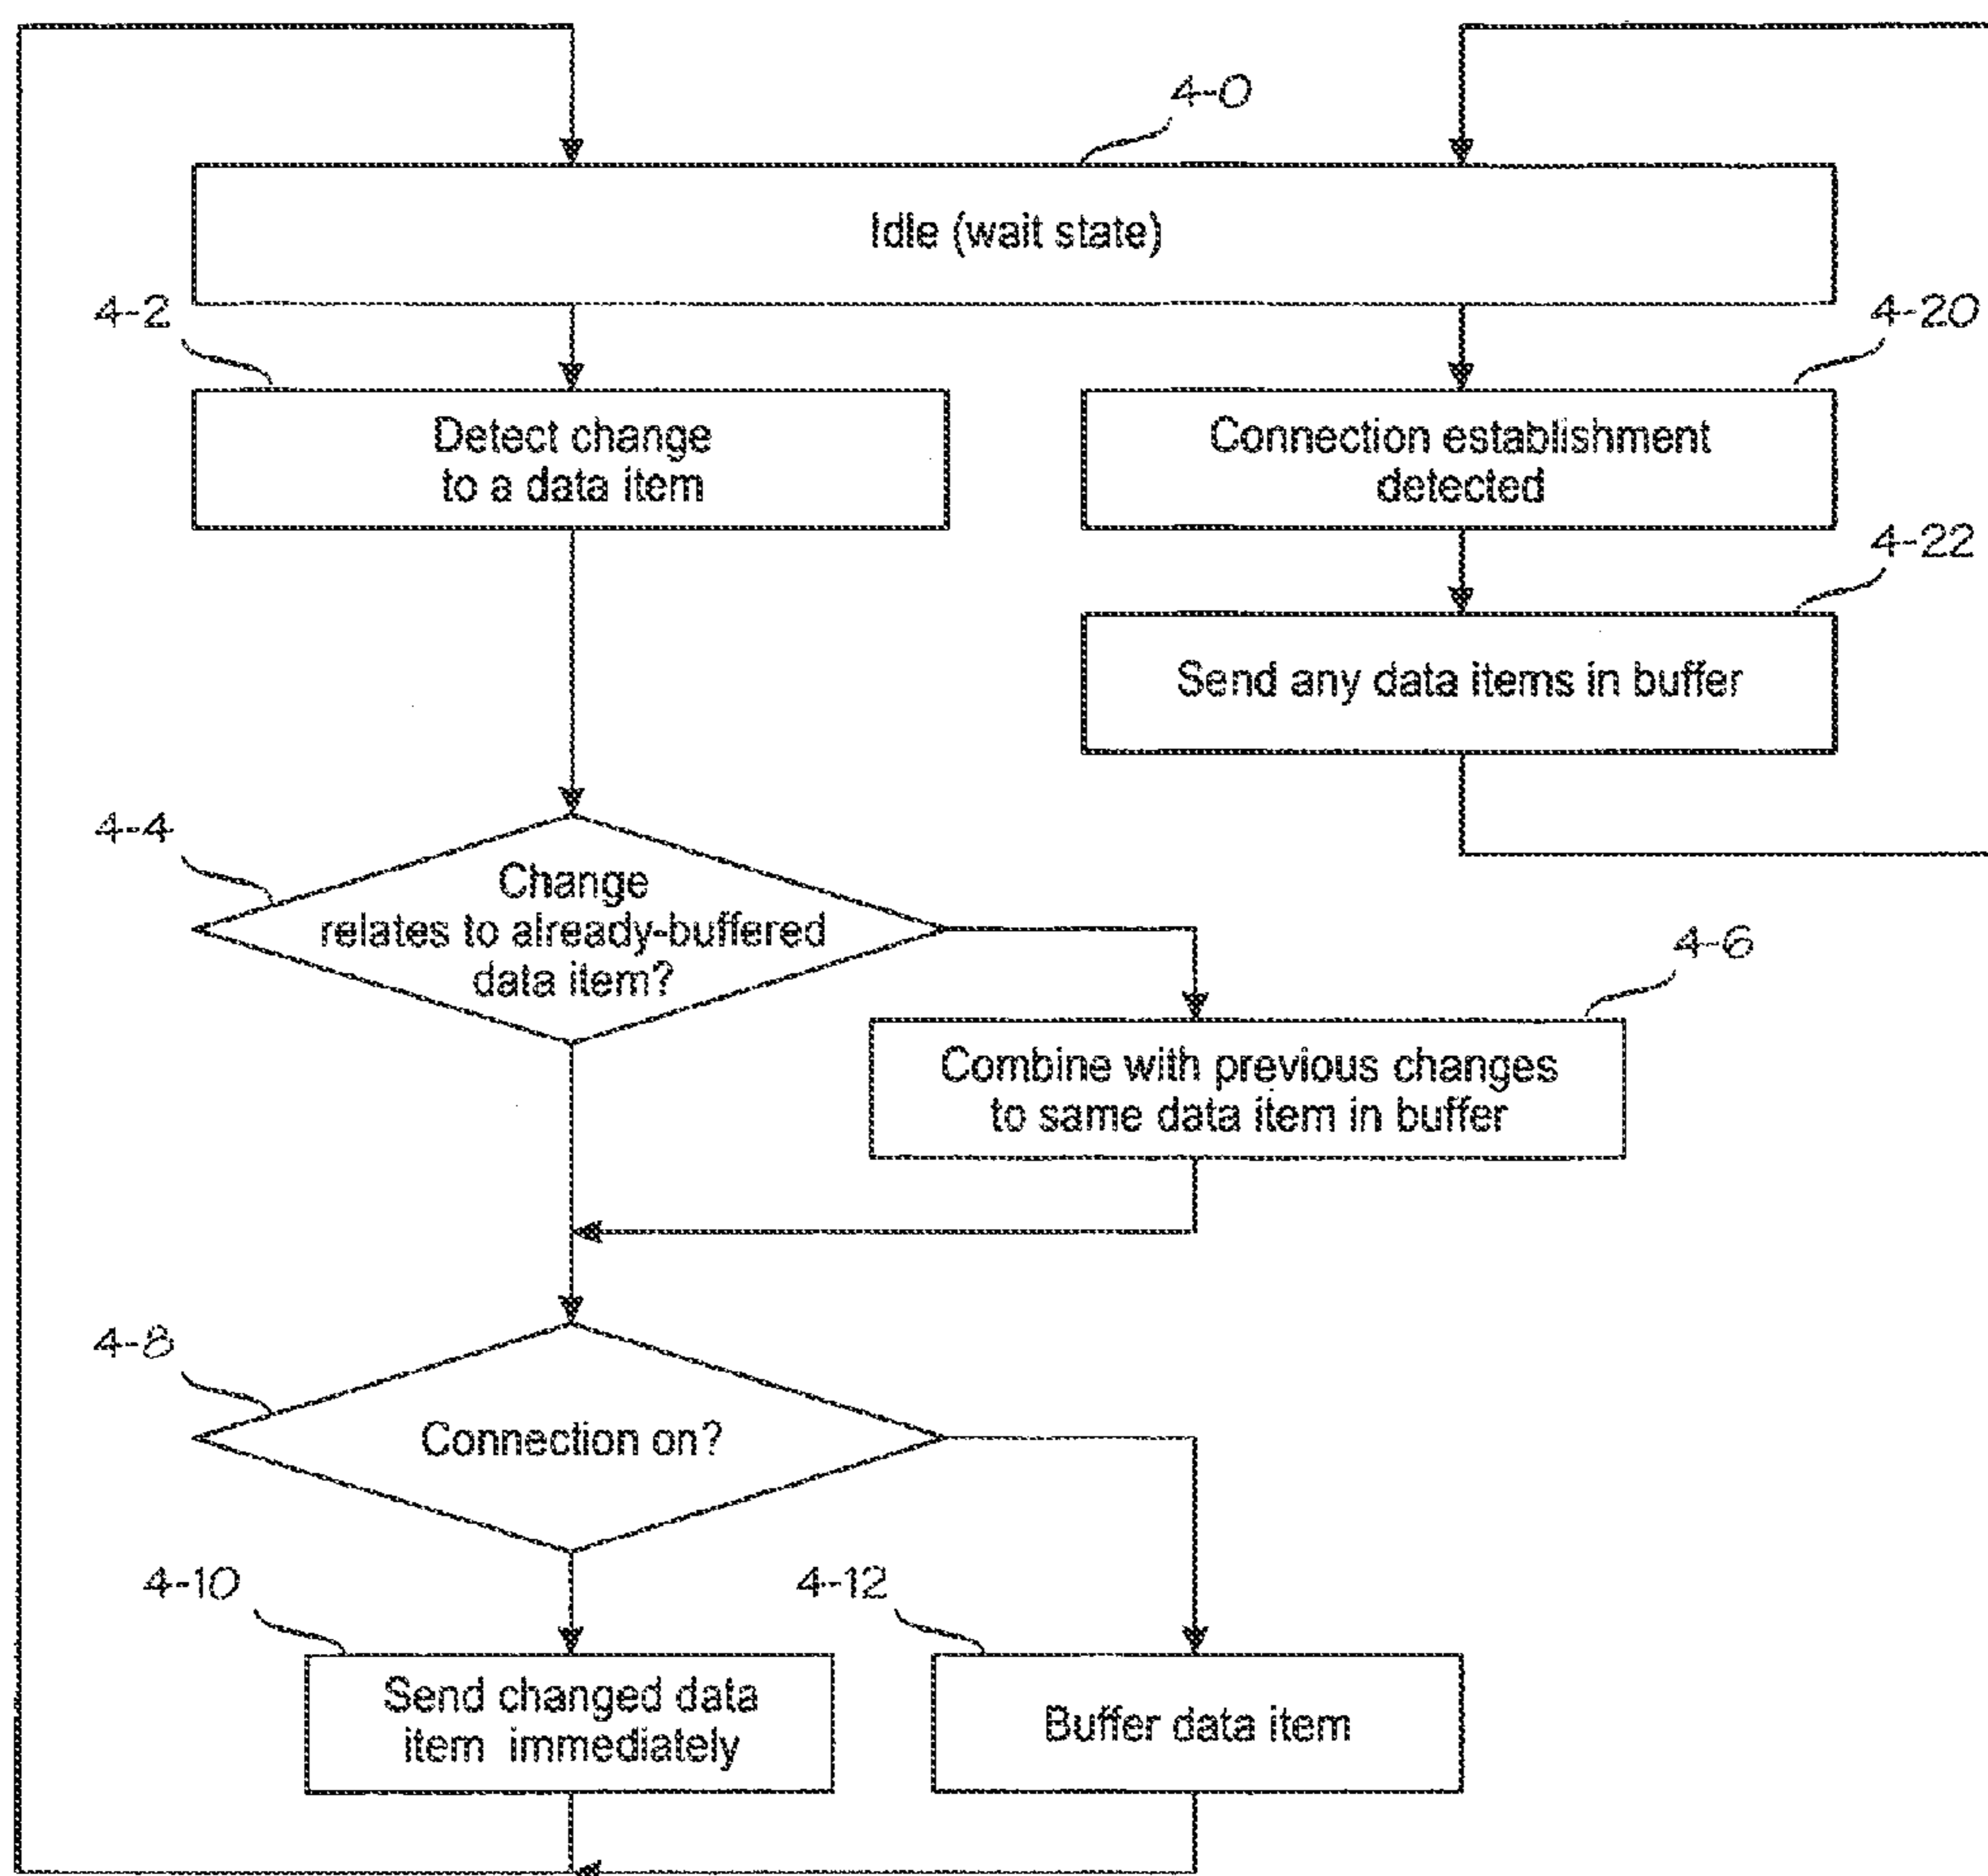 4-0
Idle (wait state)
4-2
4-20
Detect change
to a data item
Connection establishment
detected
4-22
Send any data items in buffer
4-4
Change
relates to already-buffered
data item?
4-6
Combine with previous changes
to same data item in buffer
4-8
Connection on?
4-10
4-12
Send changed data
item immediately
Buffer data item